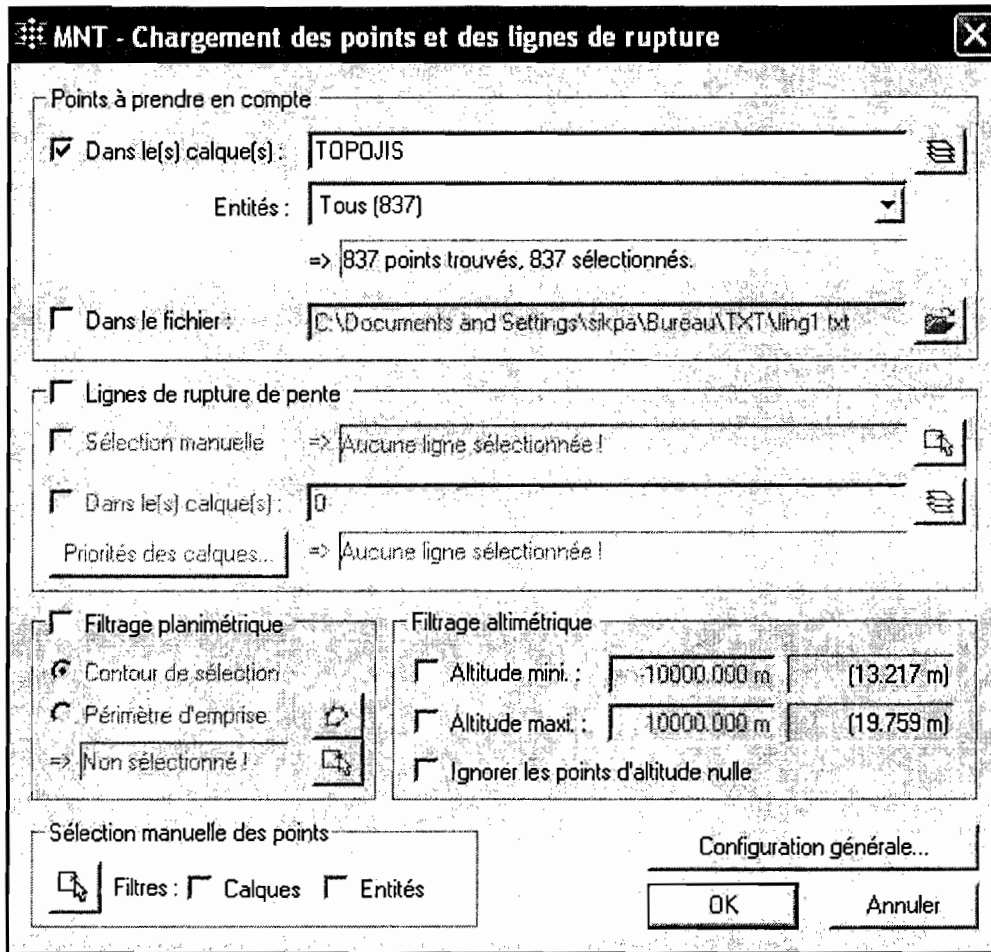 MNT - Chargement des points et des lignes de rupture
Points à prendre en compte
Dans le(s) calque(s) : TOPOJIS
Entités : Tous (837)
=> 837 points trouvés, 837 sélectionnés.
Dans le fichier : C:\Documents and Settings\sikpa\Bureau\TXT\ling1.txt
Lignes de rupture de pente
Sélection manuelle => Aucune ligne sélectionnée !
Dans le(s) calque(s) : 0
Priorités des calques... => Aucune ligne sélectionnée !
Filtrage planimétrique
Contour de sélection
Périmètre d'emprise
=> Non sélectionné !
Filtrage altimétrique
Altitude mini. : -10000.000 m (13.217 m)
Altitude maxi. : 10000.000 m (19.759 m)
Ignorer les points d'altitude nulle
Sélection manuelle des points
Filtres : Calques Entités
Configuration générale...
OK Annuler